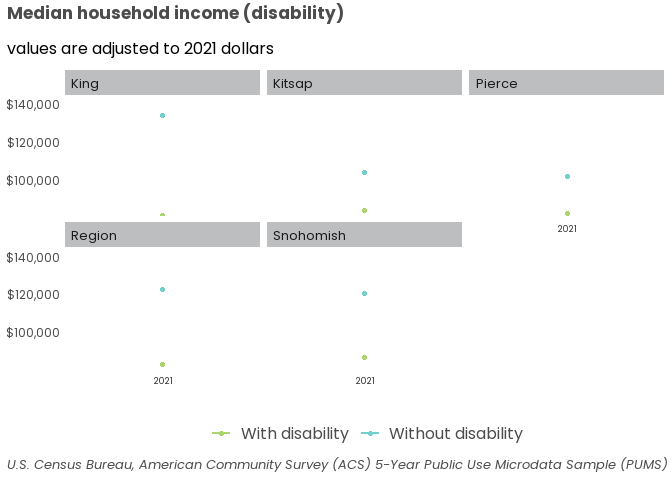 Median household income (disability)
values are adjusted to 2021 dollars
King
Kitsap
Pierce
$140,000
$120,000
$100,000
2021
Region
Snohomish
$140,000
$120,000
$100,000
2021
2021
With disability
Without disability
U.S. Census Bureau, American Community Survey (ACS) 5-Year Public Use Microdata Sample (PUMS)